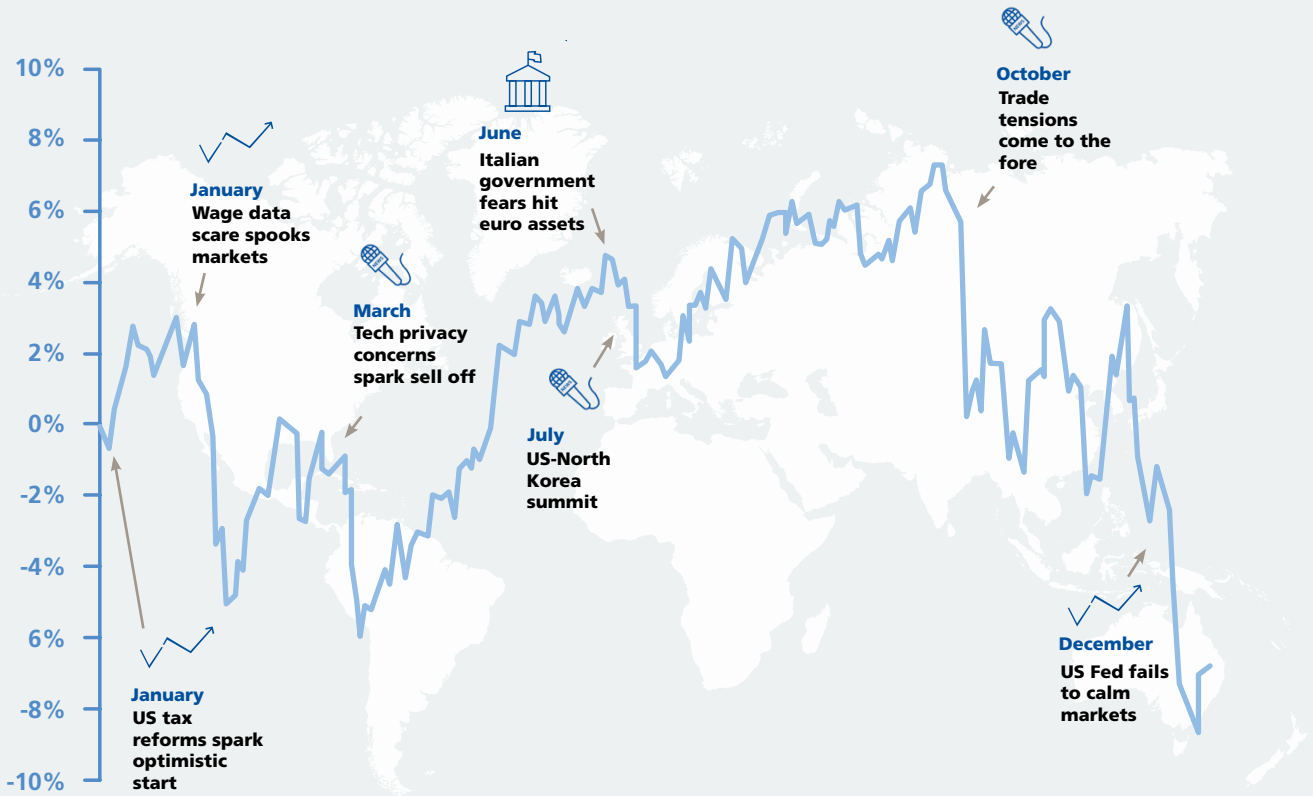 10%
8%
6%
4%
2%
0%
-2%
-4%
6%
-8%
-10%
January
Wage data
scare spooks
markets
March
Tech privacy
concerns
spark sell off
June
Italian
government
fears hit
euro assets
July
US-North
Korea
summit
October
Trade
tensions
come to the
fore
December
US Fed fails
to calm
markets
January
US tax
reforms spark
optimistic
start
NEWS
NEWS
NEWS